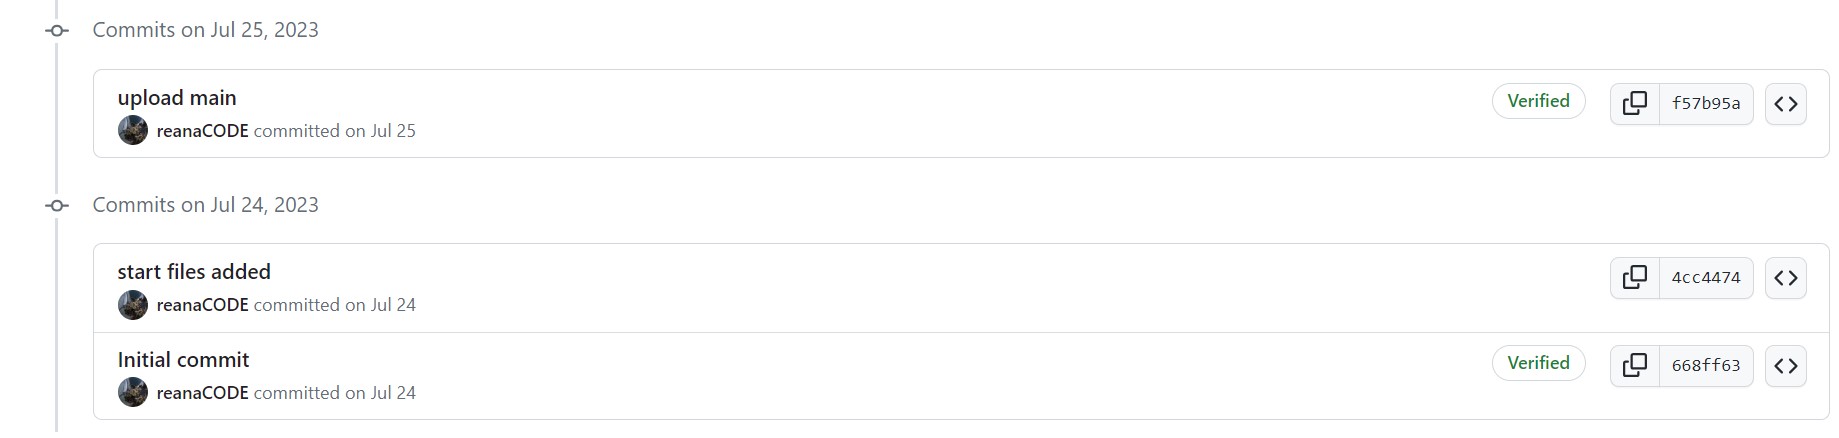 Commits on Jul 25, 2023
upload main
reanaCODE committed on Jul 25
Verified
f57b95a
Commits on Jul 24, 2023
start files added
reanaCODE committed on Jul 24
4cc4474
Initial commit
reanaCODE committed on Jul 24
Verified
668ff63